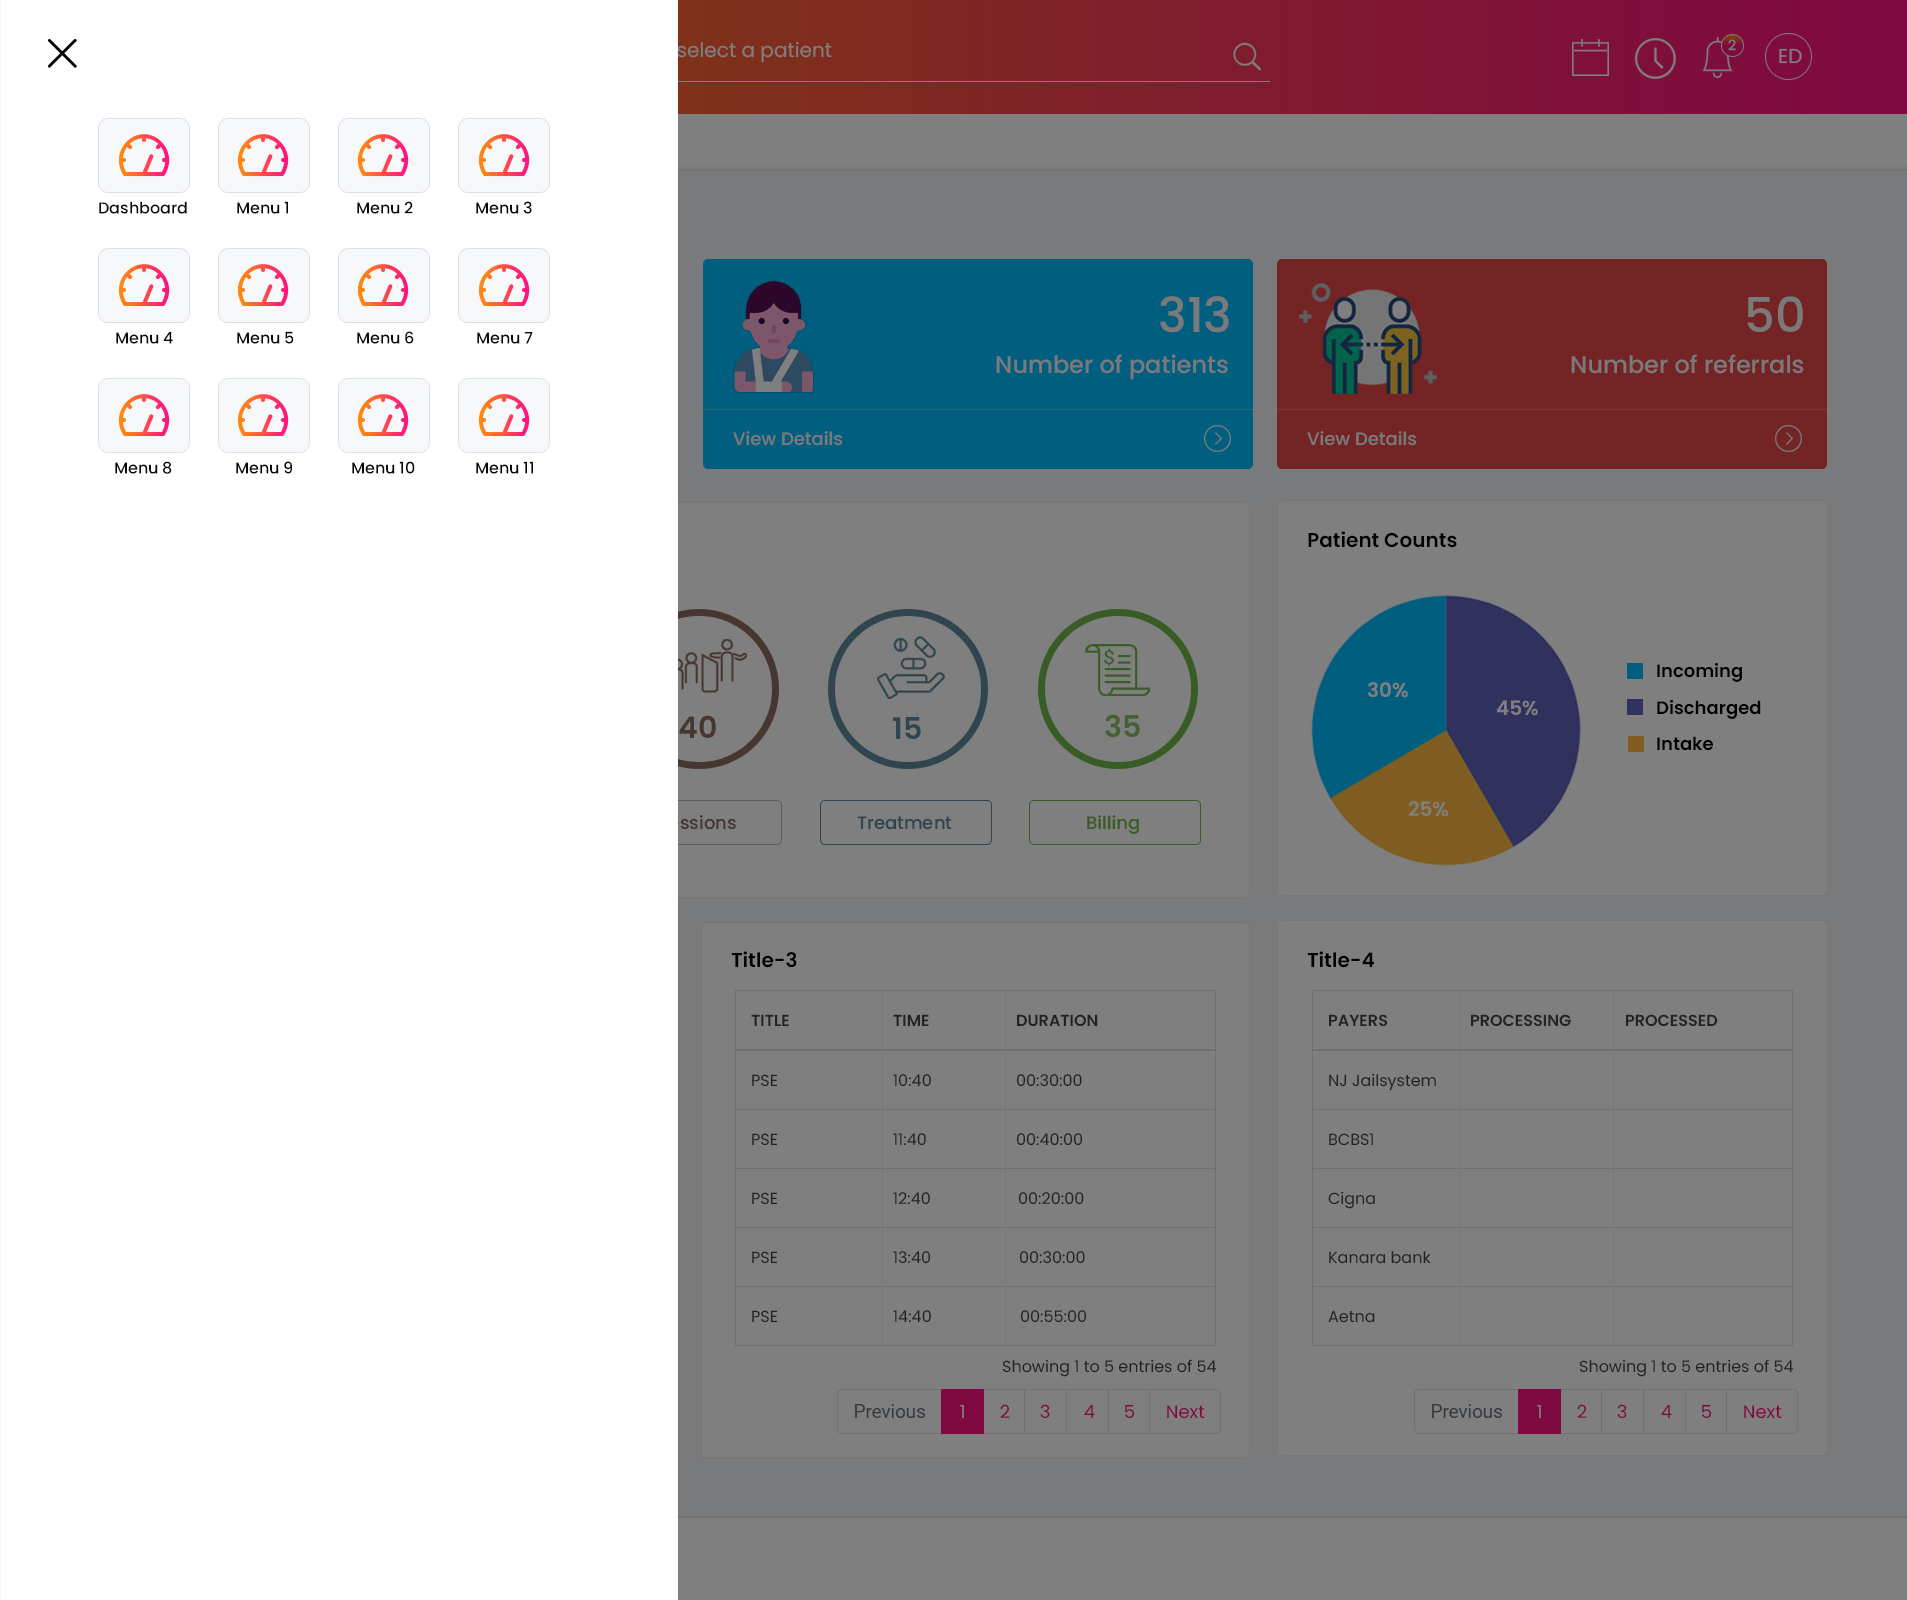 select a patient
2
ED
Dashboard
Menu 1
Menu 2
Menu 3
Menu 4
Menu 5
Menu 6
Menu 7
Menu 8
Menu 9
Menu 10
Menu 11
313
Number of patients
View Details
50
Number of referrals
View Details
40
15
35
ssions
Treatment
Billing
Patient Counts
30%
45%
25%
Incoming
Discharged
Intake
Title-3
TITLE TIME DURATION
PSE 10:40 00:30:00
PSE 11:40 00:40:00
PSE 12:40 00:20:00
PSE 13:40 00:30:00
PSE 14:40 00:55:00
Showing 1 to 5 entries of 54
Previous 1 2 3 4 5 Next
Title-4
PAYERS PROCESSING PROCESSED
NJ Jailsystem
BCBS1
Cigna
Kanara bank
Aetna
Showing 1 to 5 entries of 54
Previous 1 2 3 4 5 Next